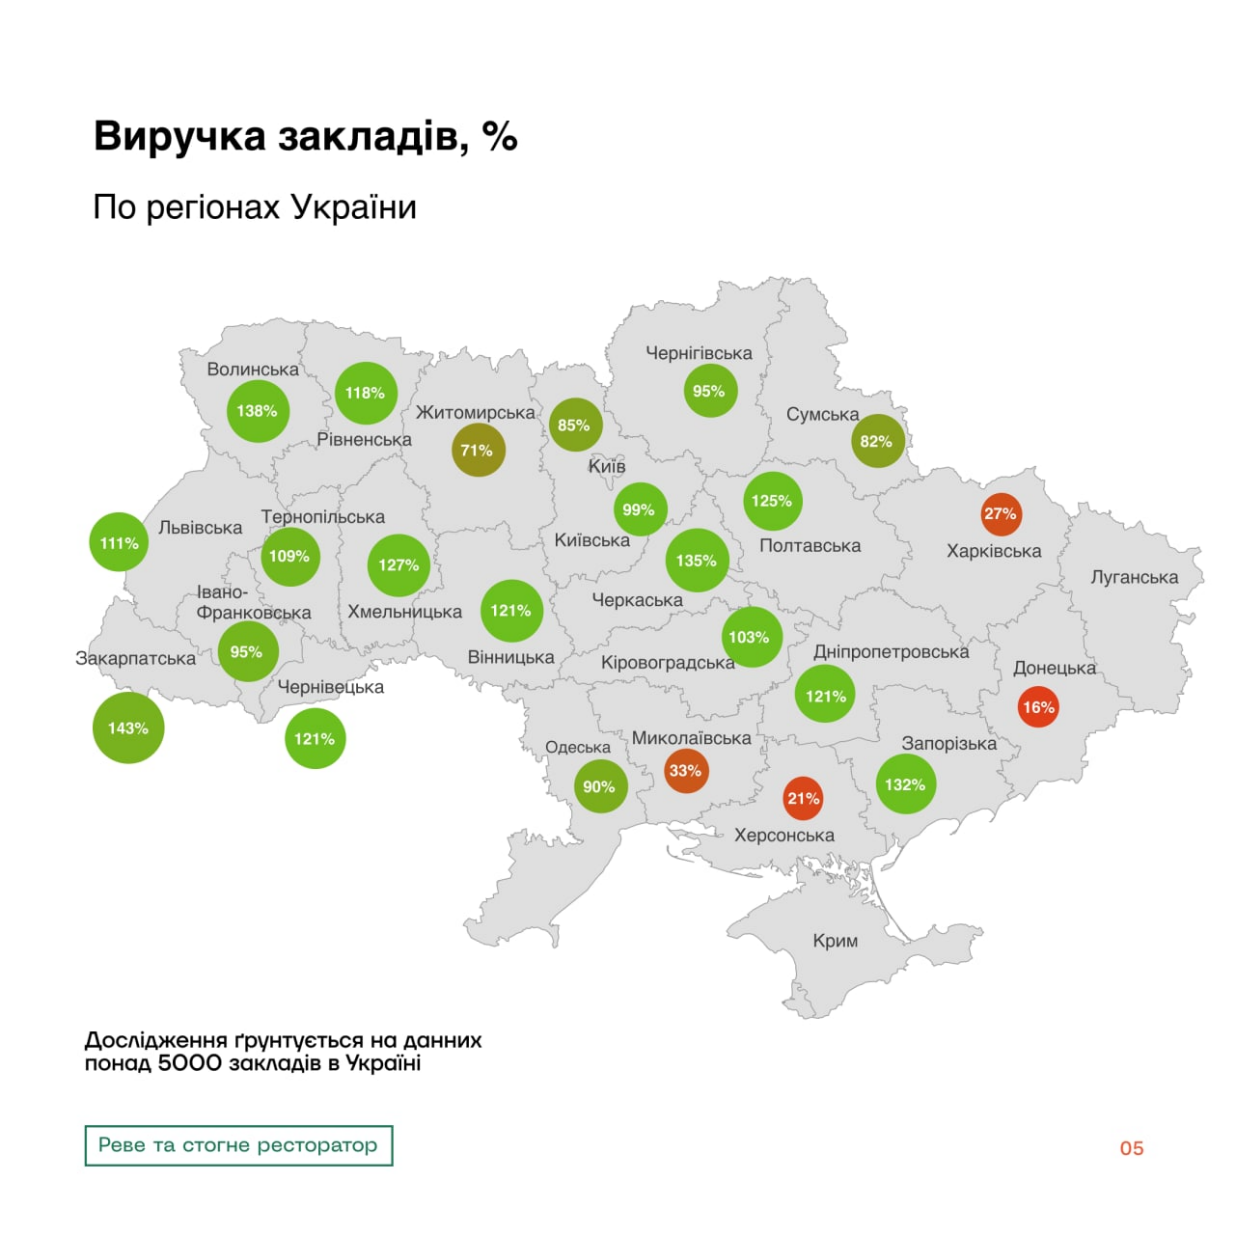 Виручка закладів, %
По регіонах України
Чернігівська
95%
Волинська
138%
118%
Рівненська
Житомирська
71%
85%
Київ
Сумська
82%
99%
Київська
125%
Полтавська
27%
Харківська
Луганська
Львівська
111%
Тернопільська
109%
127%
Хмельницька
135%
Черкаська
Івано-
Франковська
95%
121%
Вінницька
103%
Кіровоградська
Дніпропетровська
121%
Донецька
16%
Закарпатська
143%
Чернівецька
121%
Одеська
90%
Миколаївська
33%
21%
Херсонська
Запорізька
132%
Крим
Дослідження ґрунтується на данних
понад 5000 закладів в Україні
Реве та стогне ресторатор
05